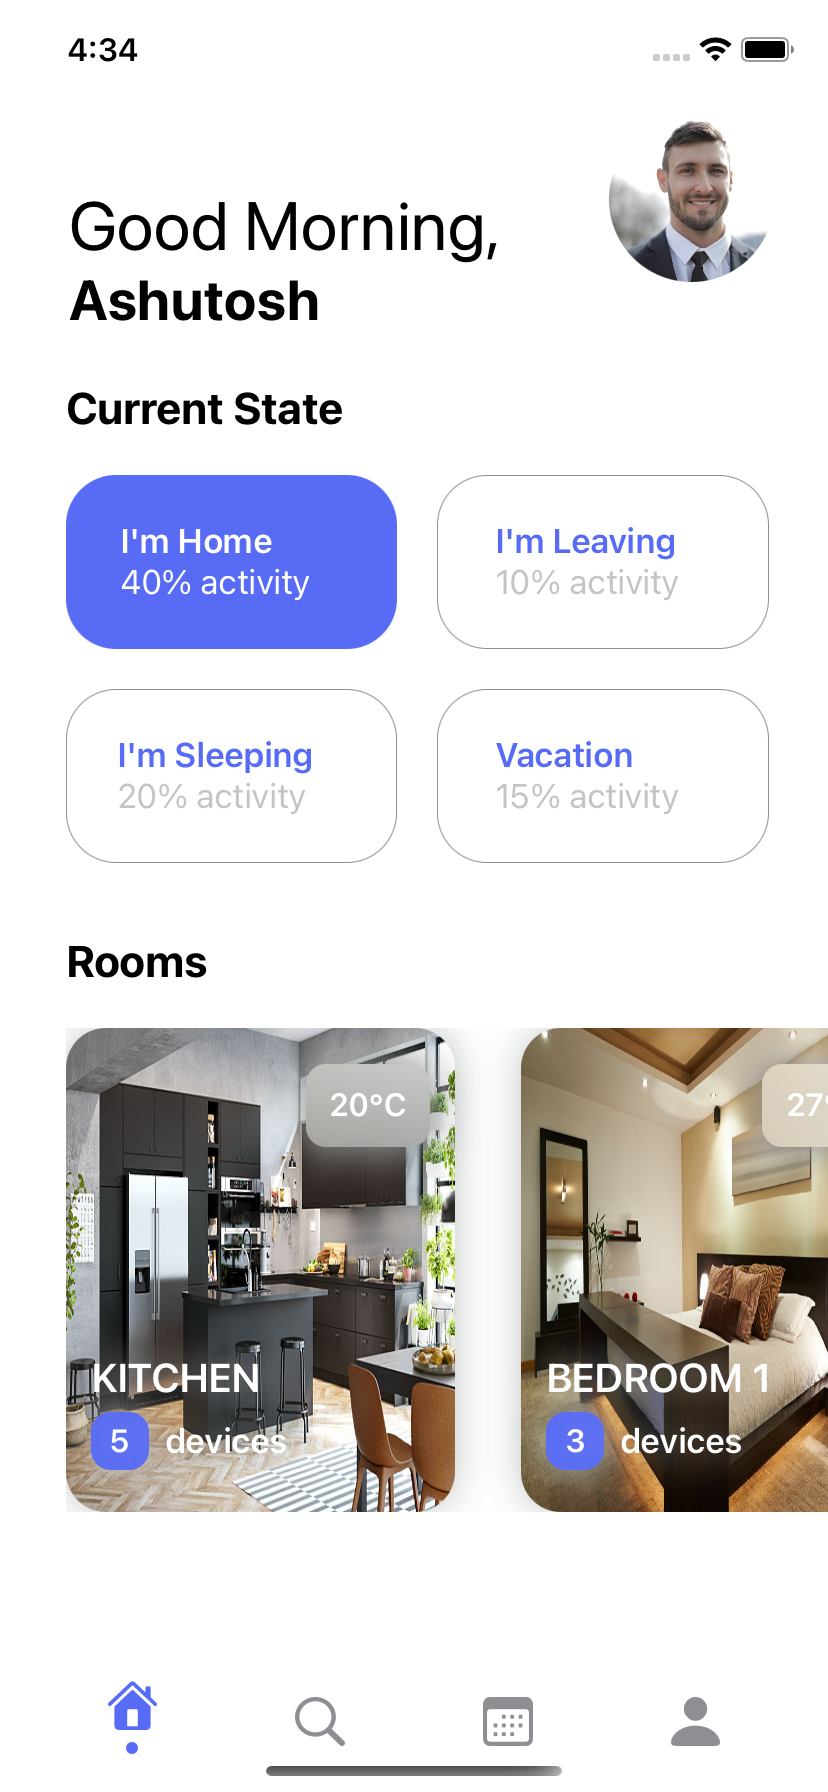 4:34
Good Morning,
Ashutosh
Current State
I'm Home
40% activity
I'm Leaving
10% activity
I'm Sleeping
20% activity
Vacation
15% activity
Rooms
20°C
27°
KITCHEN
5 devices
BEDROOM 1
3 devices